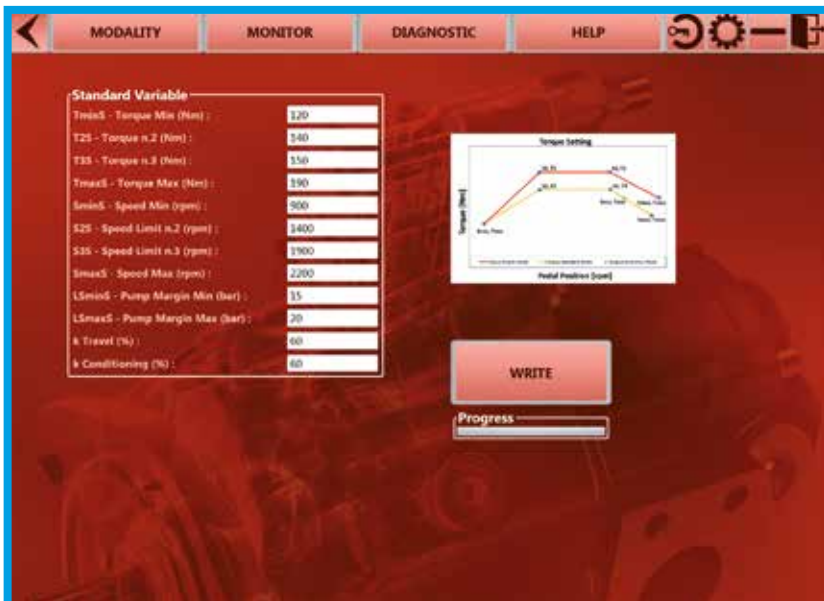 MODALITY MONITOR DIAGNOSTIC HELP
Standard Variable
TminS - Torque Min (Nm) : 120
T2S - Torque n.2 (Nm) : 140
T3S - Torque n.3 (Nm) : 150
TmaxS - Torque Max (Nm) : 190
SminS - Speed Min (rpm) : 900
S2S - Speed Limit n.2 (rpm) : 1400
S3S - Speed Limit n.3 (rpm) : 1900
SmaxS - Speed Max (rpm) : 2200
LSminS - Pump Margin Min (bar) : 15
LSmaxS - Pump Margin Max (bar) : 20
k Travel (%) : 60
k Conditioning (%) : 60
Torque Setting
Torque [Nm]
Pedal Position [rpm]
WRITE
Progress